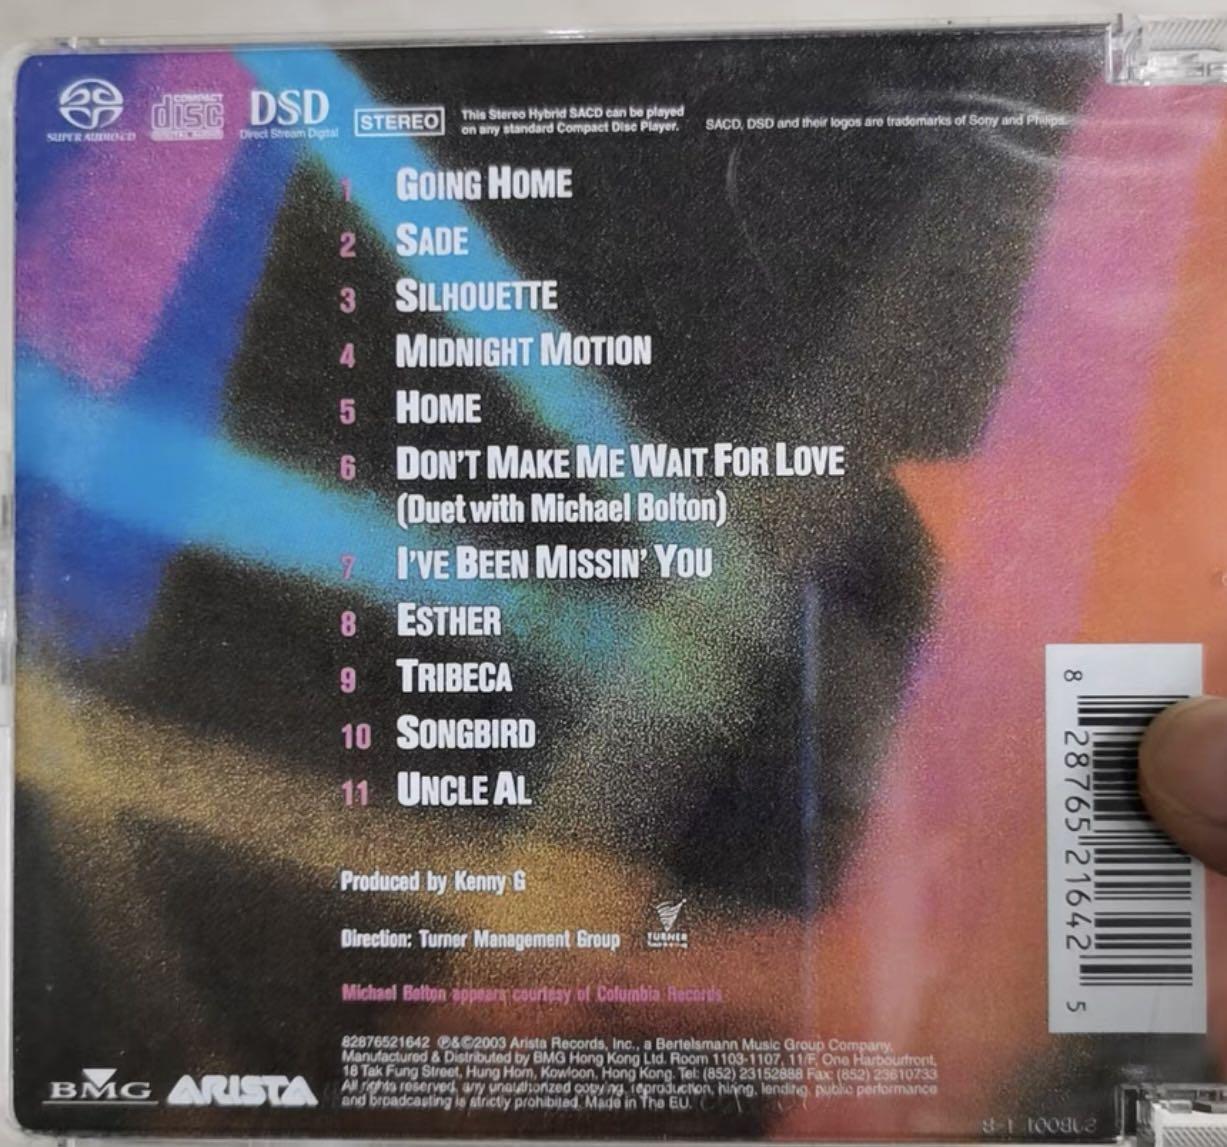 SUPER AUDIO CD
COMPACT
disc
DIGITAL AUDIO
DSD
Direct Stream Digital
STEREO
This Stereo Hybrid SACD can be played
on any standard Compact Disc Player.
SACD, DSD and their logos are trademarks of Sony and Philips.
1 GOING HOME
2 SADE
3 SILHOUETTE
4 MIDNIGHT MOTION
5 HOME
6 DON'T MAKE ME WAIT FOR LOVE
(Duet with Michael Bolton)
7 I'VE BEEN MISSIN' YOU
8 ESTHER
9 TRIBECA
10 SONGBIRD
11 UNCLE AL
Produced by Kenny G
Direction: Turner Management Group
TURNER
Michael Bolton appears courtesy of Columbia Records
82876521642 ℗&©2003 Arista Records, Inc., a Bertelsmann Music Group Company,
Manufactured & Distributed by BMG Hong Kong Ltd. Room 1103-1107, 11/F, One Harbourfront,
18 Tak Fung Street, Hung Hom, Kowloon, Hong Kong. Tel: (852) 23152888 Fax: (852) 23610733
All rights reserved, any unauthorized copying, reproduction, hiring, lending, public performance
and broadcasting is strictly prohibited. Made in The EU.
BMG ARISTA
8 28765 21642 5